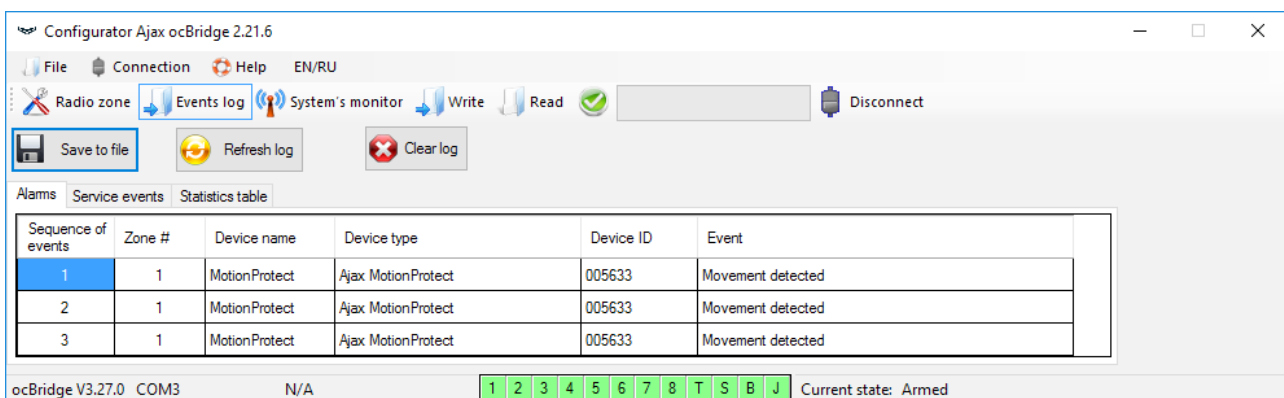 Configurator Ajax ocBridge 2.21.6
File Connection Help EN/RU
Radio zone Events log System's monitor Write Read Disconnect
Save to file Refresh log Clear log
Alarms Service events Statistics table
Sequence of events Zone # Device name Device type Device ID Event
1 1 MotionProtect Ajax MotionProtect 005633 Movement detected
2 1 MotionProtect Ajax MotionProtect 005633 Movement detected
3 1 MotionProtect Ajax MotionProtect 005633 Movement detected
ocBridge V3.27.0 COM3 N/A 1 2 3 4 5 6 7 8 T S B J Current state: Armed